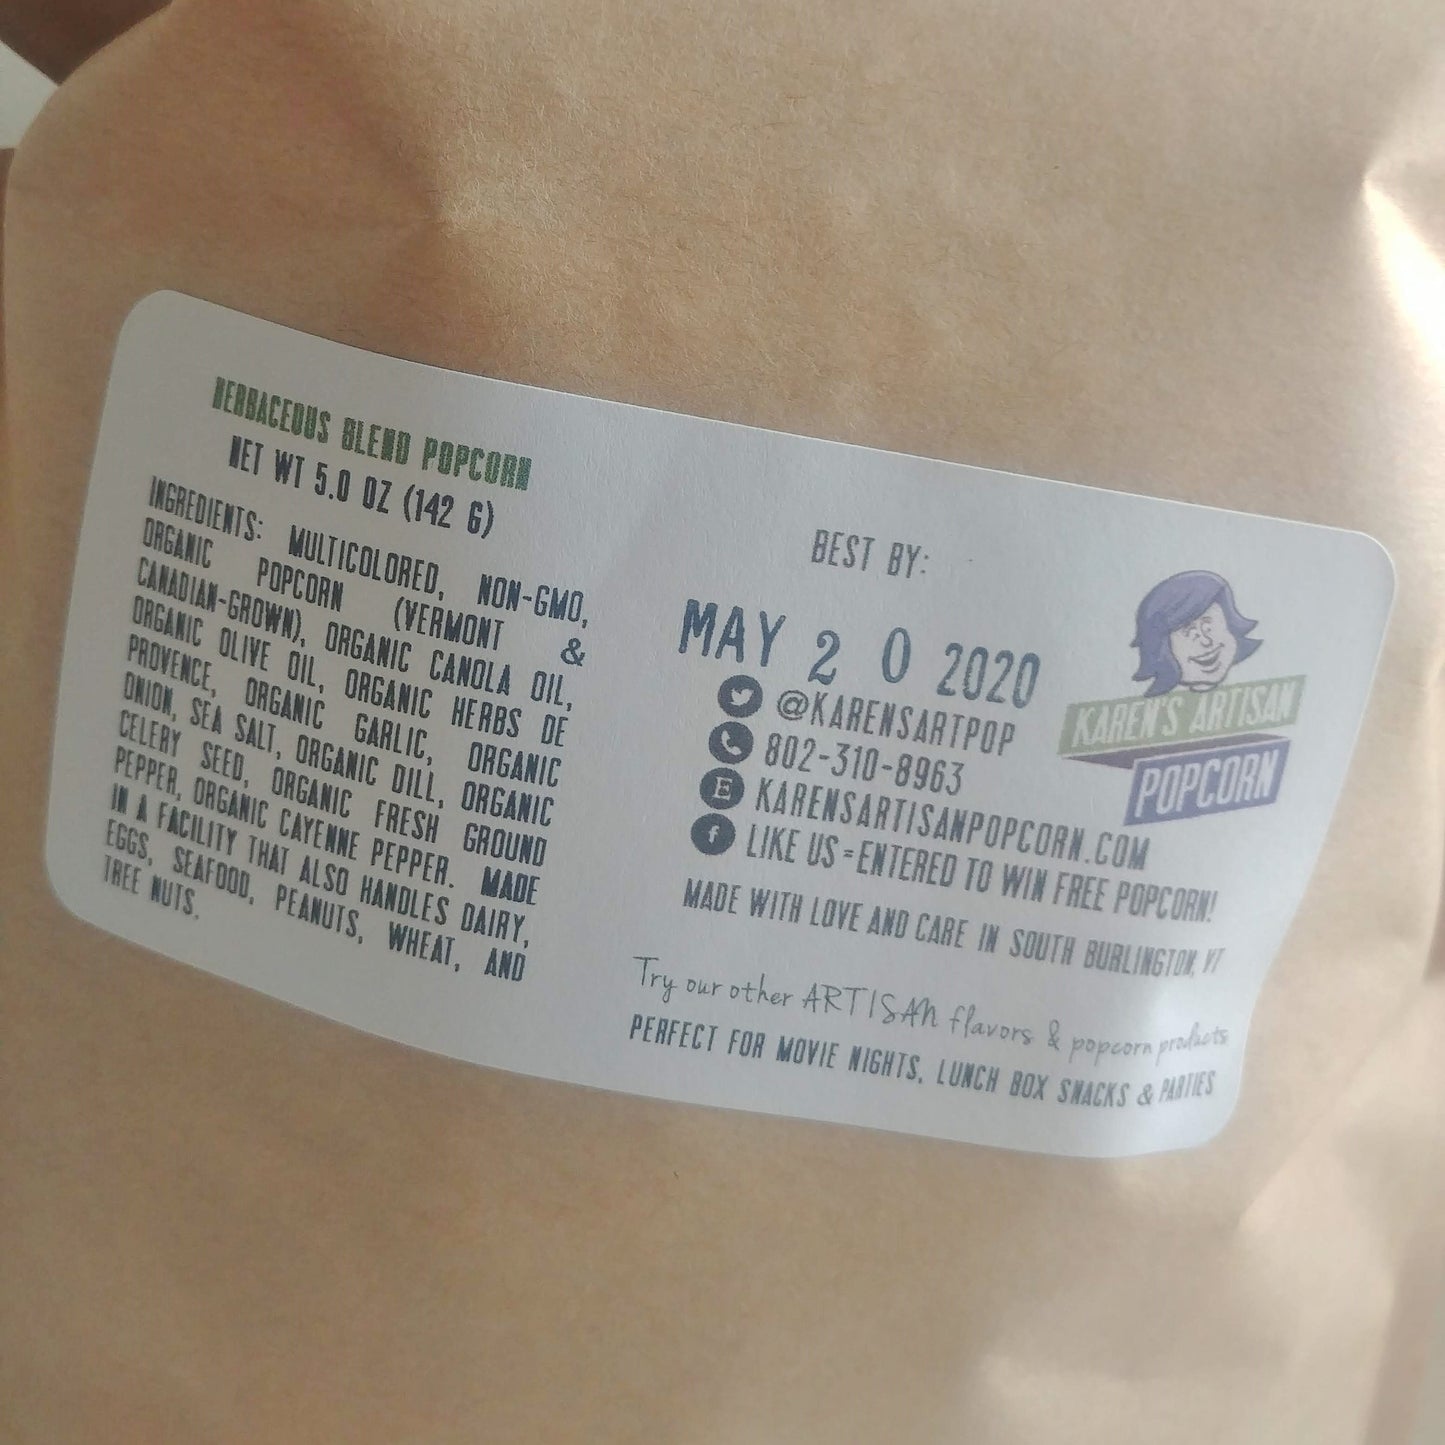 HERBACEOUS BLEND POPCORN
NET WT 5.0 OZ (142 G)
INGREDIENTS: MULTICOLORED, NON-GMO,
ORGANIC POPCORN (VERMONT &
CANADIAN-GROWN), ORGANIC CANOLA OIL,
ORGANIC OLIVE OIL, ORGANIC HERBS DE
PROVENCE, ORGANIC GARLIC, ORGANIC
ONION, SEA SALT, ORGANIC DILL, ORGANIC
CELERY SEED, ORGANIC FRESH GROUND
PEPPER, ORGANIC CAYENNE PEPPER. MADE
IN A FACILITY THAT ALSO HANDLES DAIRY,
EGGS, SEAFOOD, PEANUTS, WHEAT, AND
TREE NUTS.
BEST BY:
MAY 2 0 2020
@KARENSARTPOP
802-310-8963
KARENSARTISANPOPCORN.COM
LIKE US = ENTERED TO WIN FREE POPCORN!
MADE WITH LOVE AND CARE IN SOUTH BURLINGTON, VT
Try our other ARTISAN flavors & popcorn products
PERFECT FOR MOVIE NIGHTS, LUNCH BOX SNACKS & PARTIES
KAREN'S ARTISAN
POPCORN